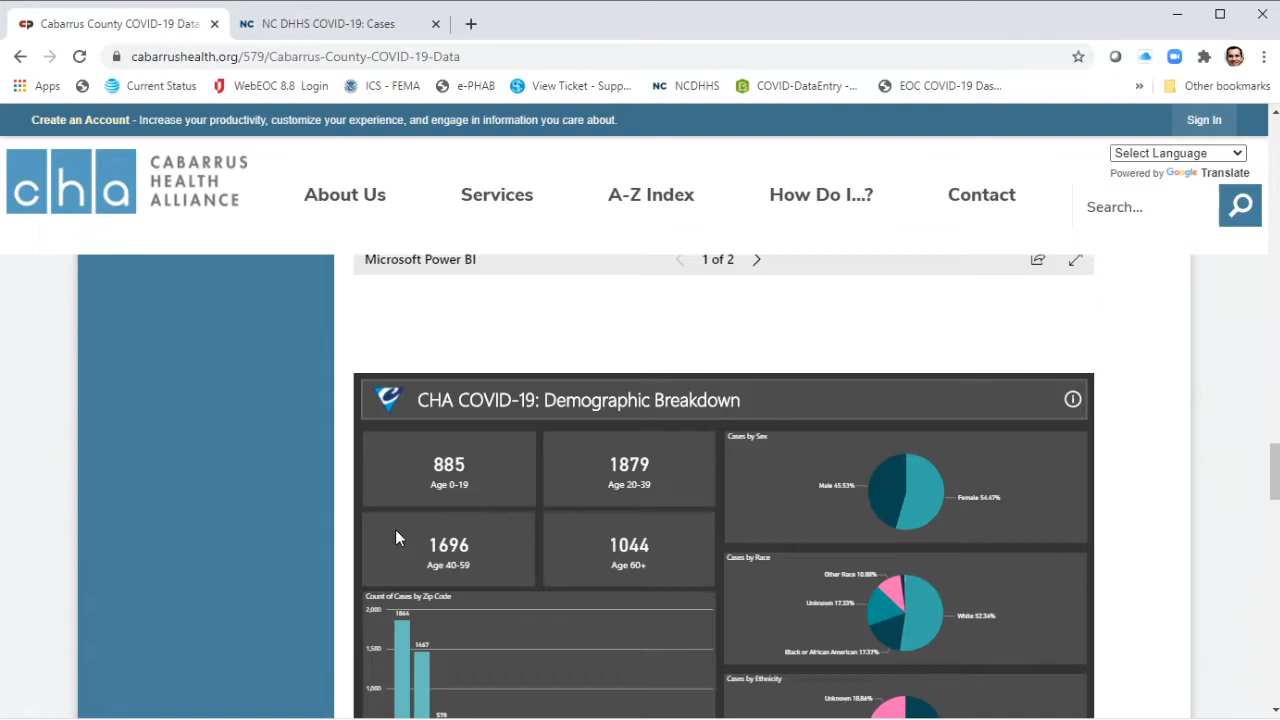 Cabarrus County COVID-19 Data
NC DHHS COVID-19: Cases
cabarrushealth.org/579/Cabarrus-County-COVID-19-Data
Apps
Current Status
WebEOC 8.8 Login
ICS - FEMA
e-SHAB
View Ticket - Supp...
NC NCDHHS
COVID-DataEntry -...
EOC COVID-19 Das...
»
Other bookmarks
Create an Account - Increase your productivity, customize your experience, and engage in information you care about.
Sign In
cha
CABARRUS
HEALTH
ALLIANCE
About Us
Services
A-Z Index
How Do I...?
Contact
Select Language
Powered by Google Translate
Search...
Microsoft Power BI
1 of 2
CHA COVID-19: Demographic Breakdown
885
Age 0-19
1879
Age 20-39
1696
Age 40-59
1044
Age 60+
Cases by Sex
Male 45.53%
Female 54.47%
Cases by Race
Other Race 10.88%
Unknown 17.33%
White 52.34%
Black or African American 17.37%
Count of Cases by Zip Code
2,000
1864
1,500
1467
1,000
578
Cases by Ethnicity
Unknown 18.86%